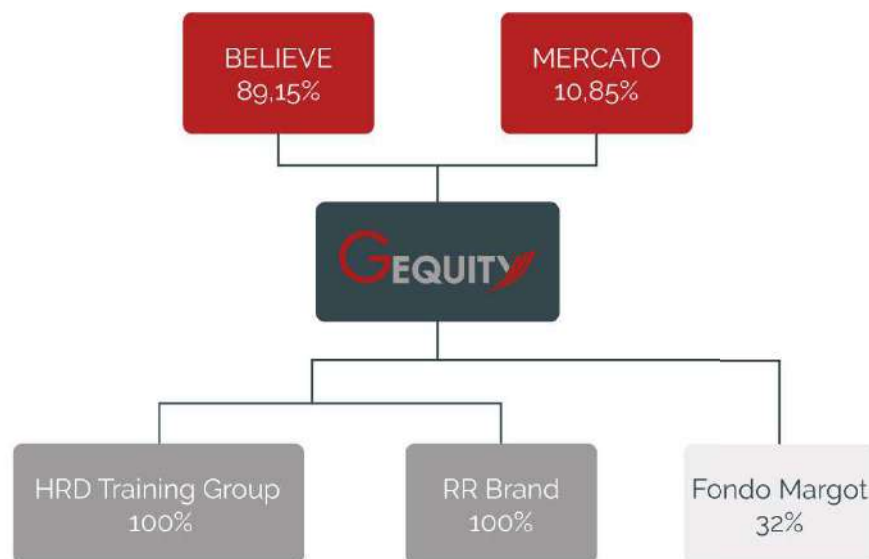 BELIEVE
89,15%
MERCATO
10,85%
GEQUITY
HRD Training Group
100%
RR Brand
100%
Fondo Margot
32%